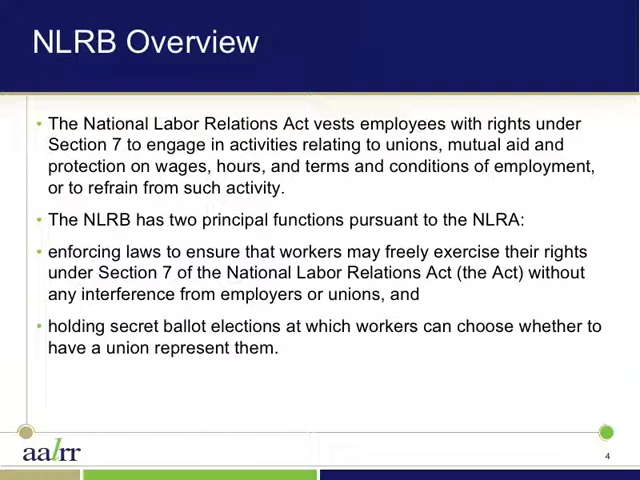 NLRB Overview
• The National Labor Relations Act vests employees with rights under
Section 7 to engage in activities relating to unions, mutual aid and
protection on wages, hours, and terms and conditions of employment,
or to refrain from such activity.
• The NLRB has two principal functions pursuant to the NLRA:
• enforcing laws to ensure that workers may freely exercise their rights
under Section 7 of the National Labor Relations Act (the Act) without
any interference from employers or unions, and
• holding secret ballot elections at which workers can choose whether to
have a union represent them.
aalrr
4